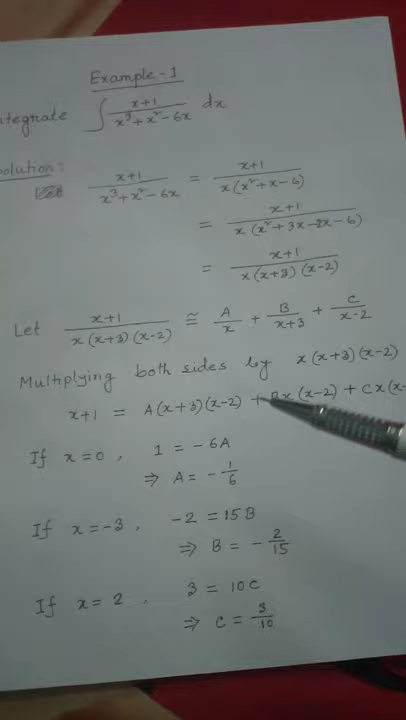 Example-1
ntegrate ∫ x+1 / x³+x²-6x dx
olution:
x+1 / x³+x²-6x = x+1 / x(x²+x-6)
= x+1 / x(x²+3x-2x-6)
= x+1 / x(x+3)(x-2)
Let x+1 / x(x+3)(x-2) ≅ A/x + B/x+3 + C/x-2
Multiplying both sides by x(x+3)(x-2)
x+1 = A(x+3)(x-2) + Bx(x-2) + Cx(x-
If x=0, 1 = -6A
⇒ A = -1/6
If x=-3, -2 = 15B
⇒ B = -2/15
If x=2, 3 = 10C
⇒ C = 3/10